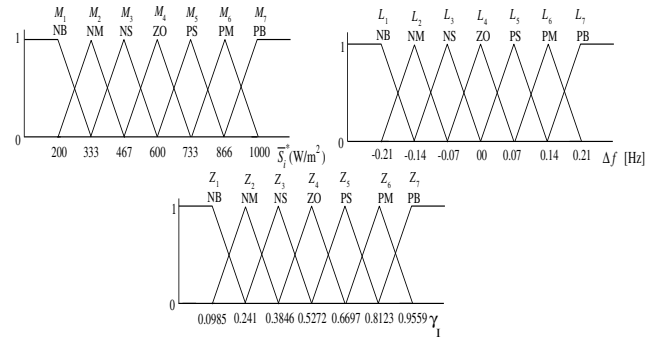 M1 M2 M3 M4 M5 M6 M7
NB NM NS ZO PS PM PB
1
0
200 333 467 600 733 866 1000 S̅i* (W/m²)
L1 L2 L3 L4 L5 L6 L7
NB NM NS ZO PS PM PB
1
0
-0.21 -0.14 -0.07 00 0.07 0.14 0.21 Δf [Hz]
Z1 Z2 Z3 Z4 Z5 Z6 Z7
NB NM NS ZO PS PM PB
1
0
0.0985 0.241 0.3846 0.5272 0.6697 0.8123 0.9559 γI